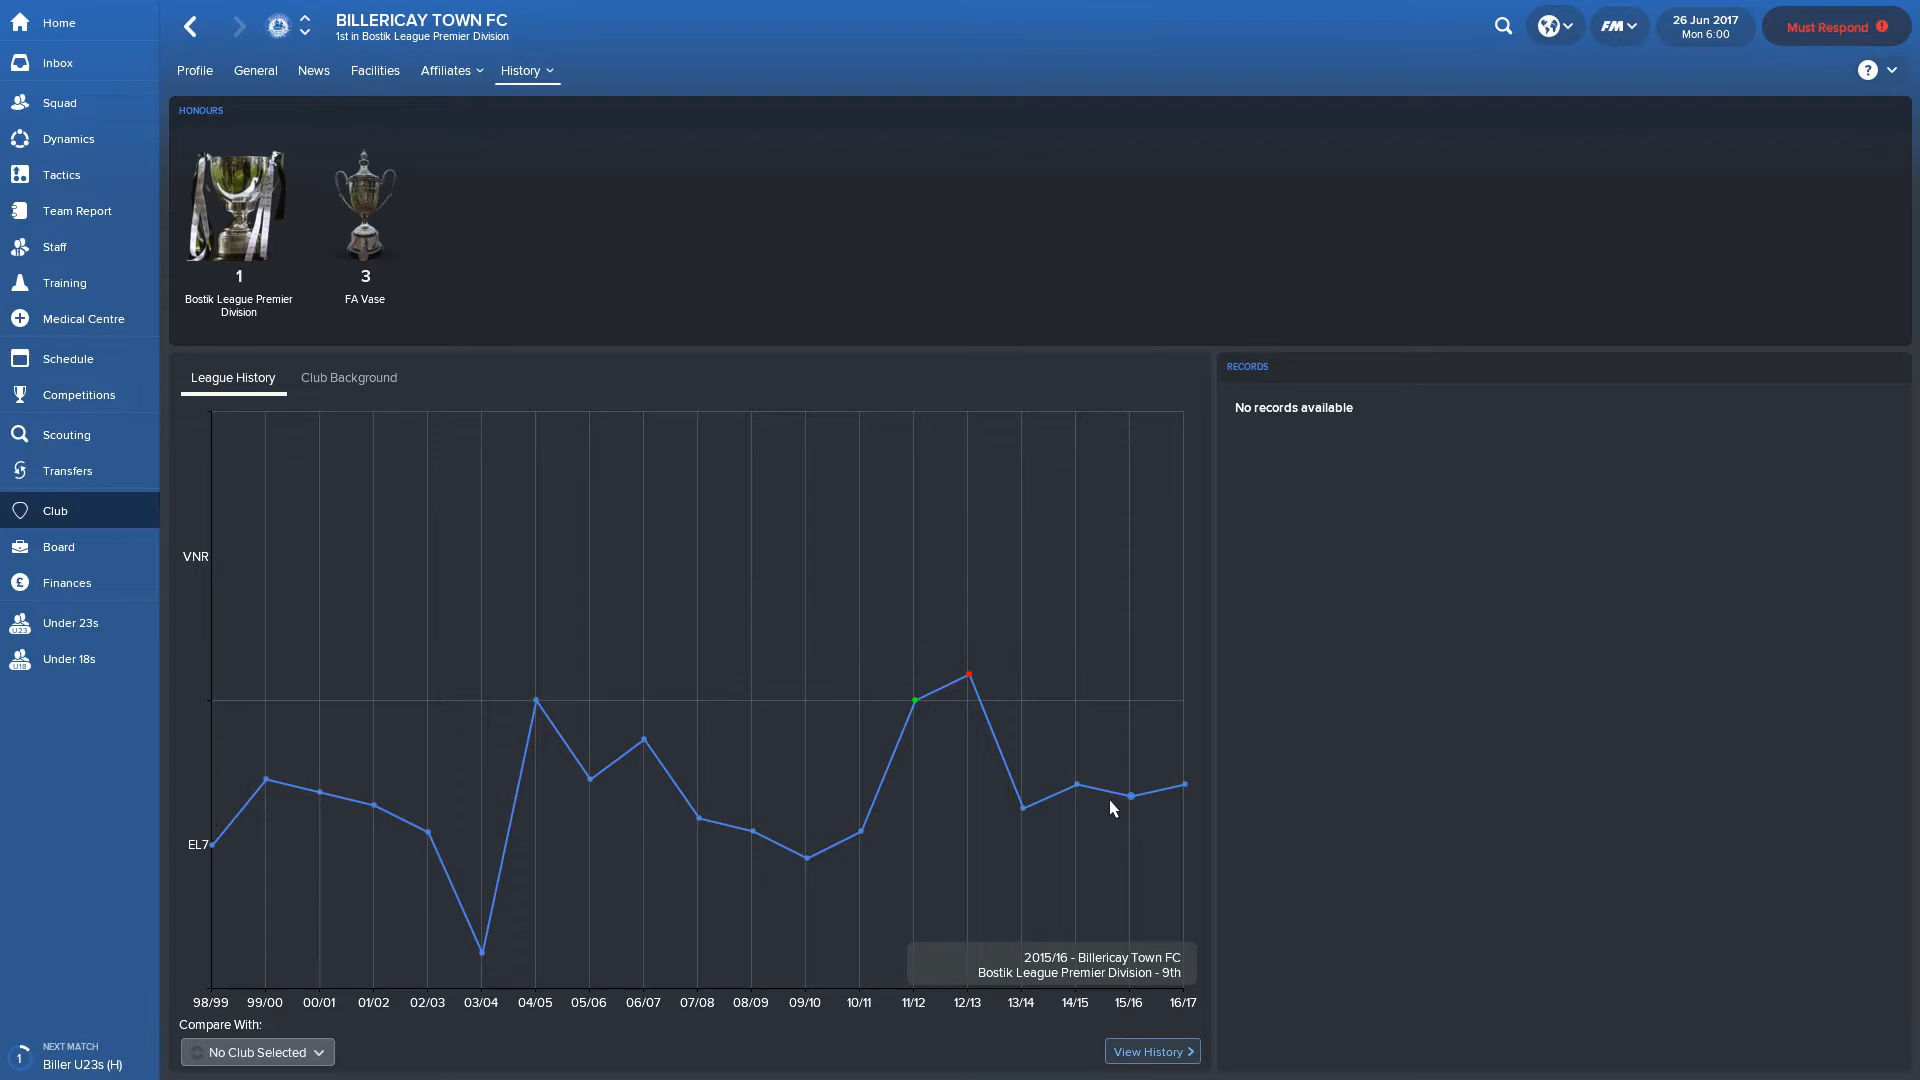 Home
Inbox
Squad
Dynamics
Tactics
Team Report
Staff
Training
Medical Centre
Schedule
Competitions
Scouting
Transfers
Club
Board
Finances
U23
Under 23s
U18
Under 18s
1
NEXT MATCH
Biller U23s (H)
BILLERICAY TOWN FC
1st in Bostik League Premier Division
FM
26 Jun 2017
Mon 6:00
Must Respond
Profile
General
News
Facilities
Affiliates
History
?
HONOURS
1
Bostik League Premier
Division
3
FA Vase
League History
Club Background
VNR
EL7
2015/16 - Billericay Town FC
Bostik League Premier Division - 9th
98/99 99/00 00/01 01/02 02/03 03/04 04/05 05/06 06/07 07/08 08/09 09/10 10/11 11/12 12/13 13/14 14/15 15/16 16/17
Compare With:
No Club Selected
View History
RECORDS
No records available